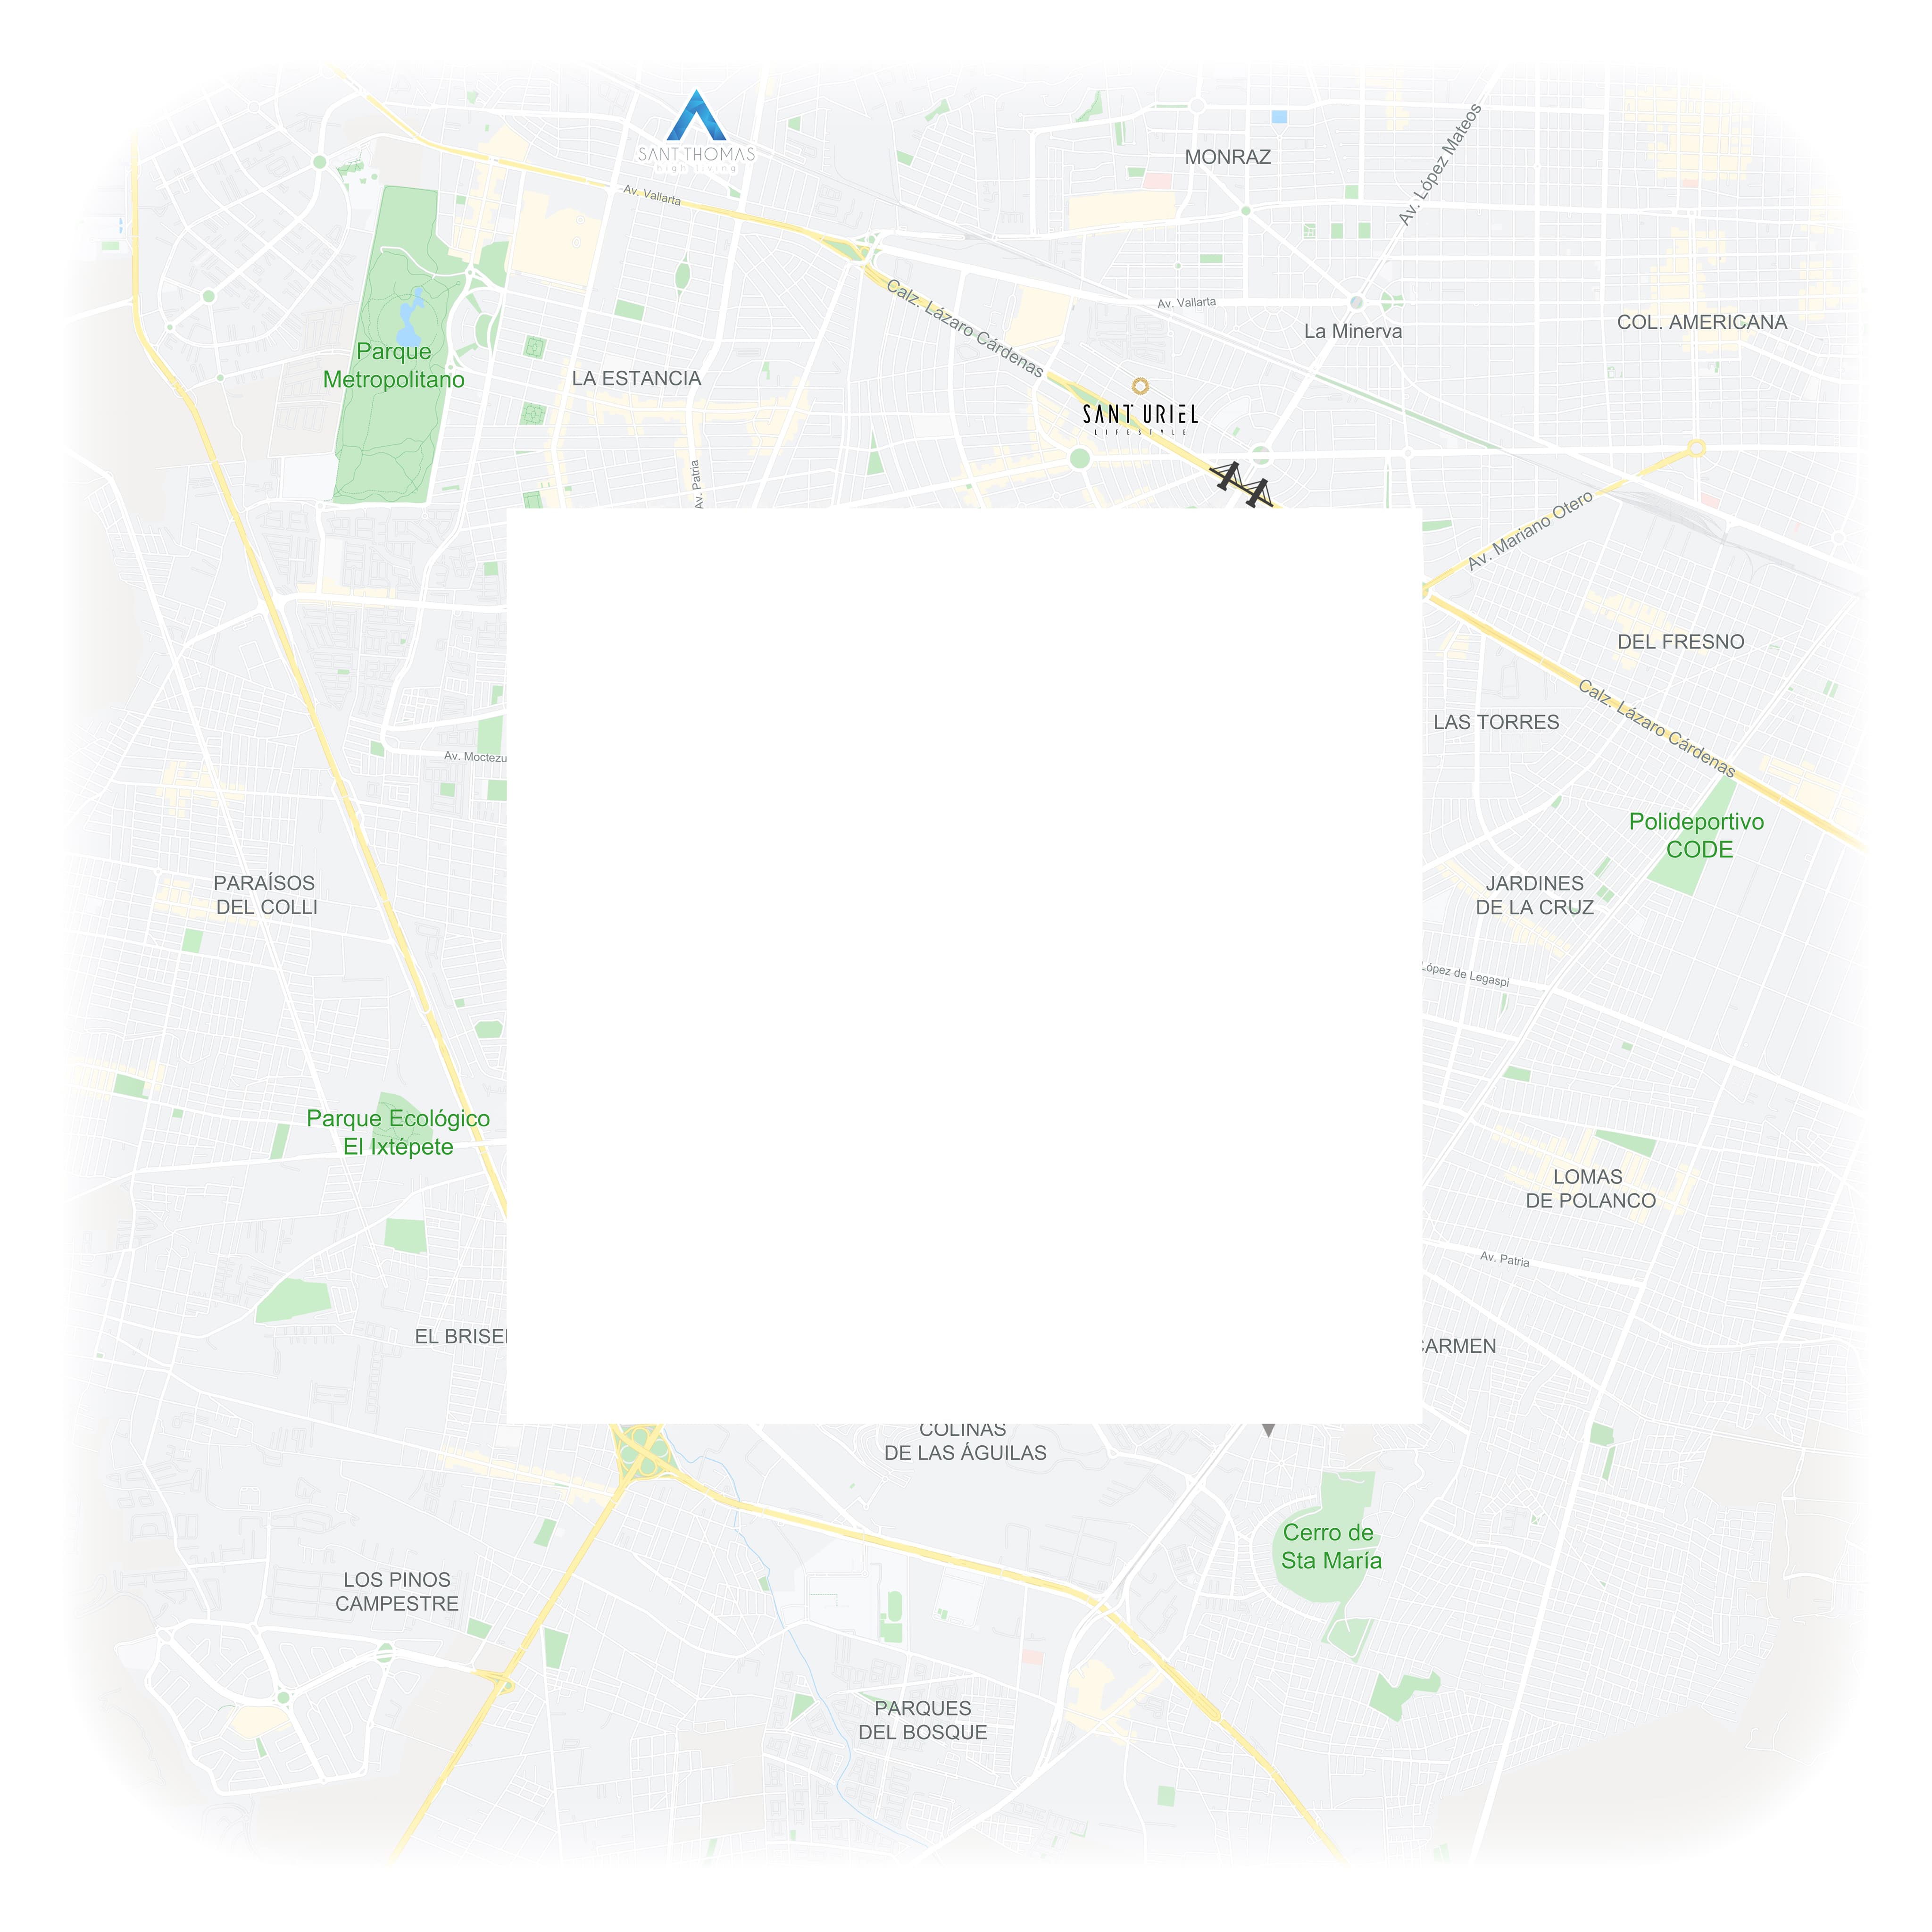 SANT THOMAS
high living
MONRAZ
Av. López Mateos
Av. Vallarta
Calz. Lázaro Cárdenas
Av. Vallarta
La Minerva
COL. AMERICANA
Parque
Metropolitano
LA ESTANCIA
SANT URIEL
LIFESTYLE
Av. Patria
Av. Mariano Otero
DEL FRESNO
Calz. Lázaro Cárdenas
LAS TORRES
Av. Moctezu
Polideportivo
CODE
PARAÍSOS
DEL COLLI
JARDINES
DE LA CRUZ
López de Legaspi
Parque Ecológico
El Ixtépete
LOMAS
DE POLANCO
Av. Patria
EL BRISE
CARMEN
COLINAS
DE LAS ÁGUILAS
Cerro de
Sta María
LOS PINOS
CAMPESTRE
PARQUES
DEL BOSQUE